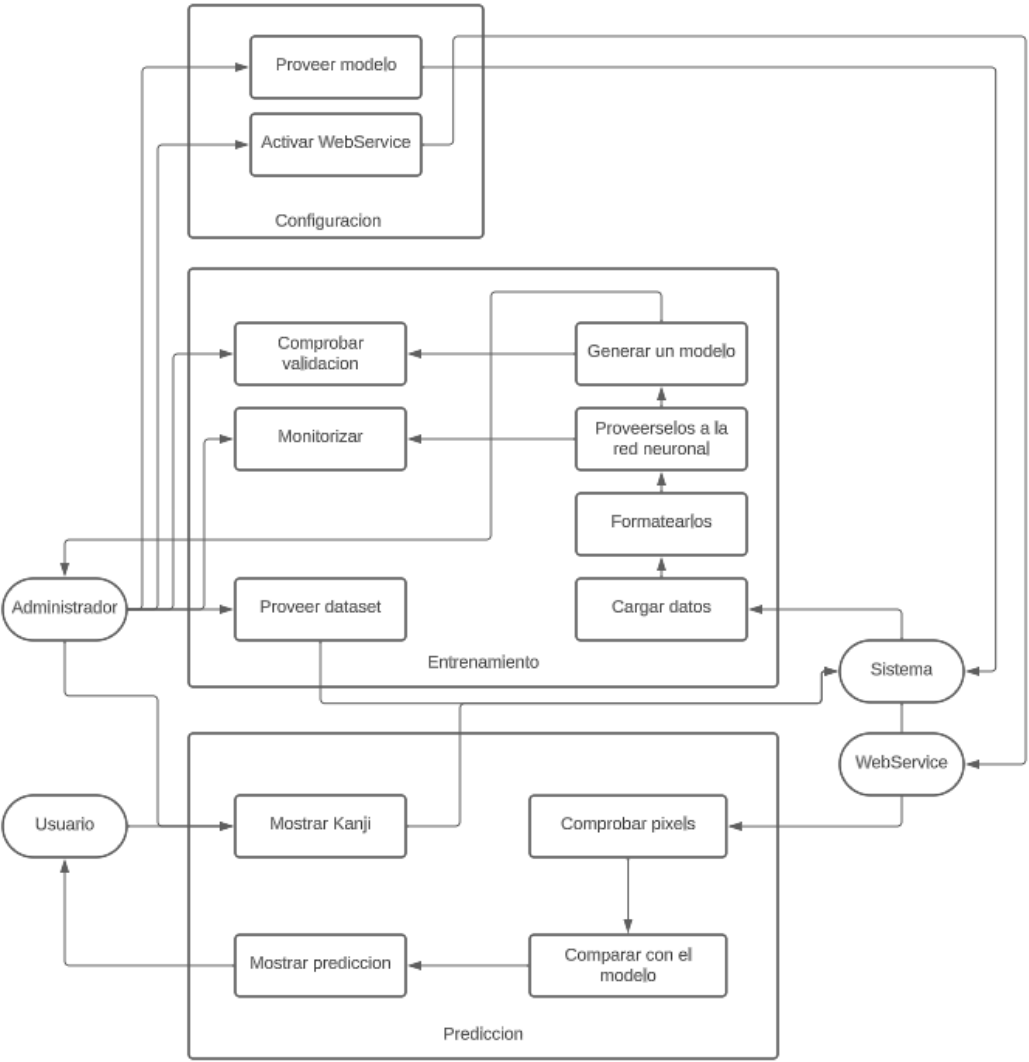 Proveer modelo
Activar WebService
Configuracion
Comprobar
validacion
Generar un modelo
Monitorizar
Proveerselos a la
red neuronal
Formatearlos
Administrador
Proveer dataset
Cargar datos
Entrenamiento
Sistema
WebService
Usuario
Mostrar Kanji
Comprobar pixels
Mostrar prediccion
Comparar con el
modelo
Prediccion